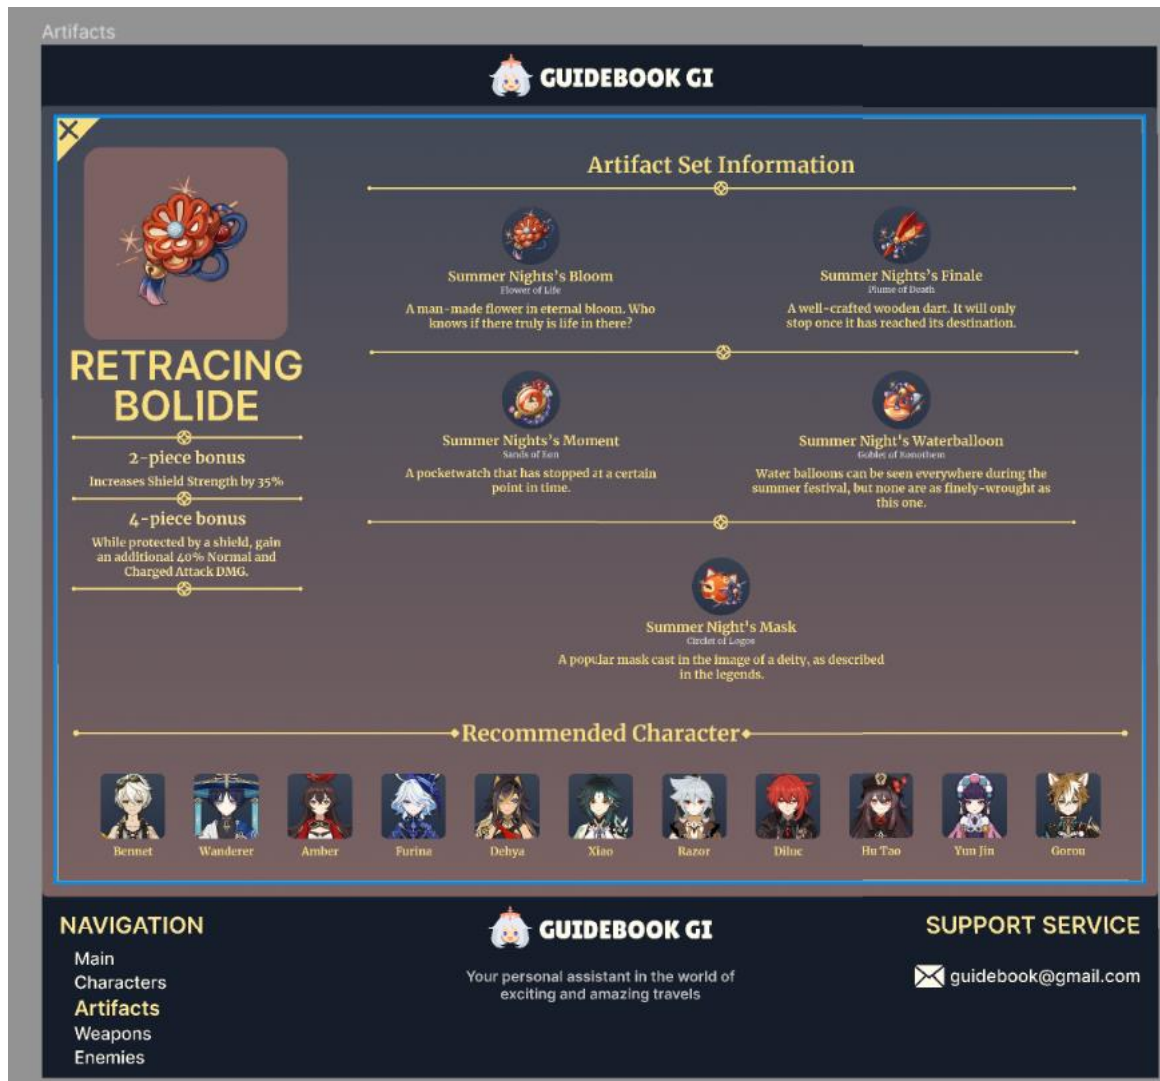 Artifacts
GUIDEBOOK GI
RETRACING
BOLIDE
2-piece bonus
Increases Shield Strength by 35%
4-piece bonus
While protected by a shield, gain
an additional 40% Normal and
Charged Attack DMG.
Artifact Set Information
Summer Nights's Bloom
Flower of Life
A man-made flower in eternal bloom. Who
knows if there truly is life in there?
Summer Nights's Finale
Plume of Death
A well-crafted wooden dart. It will only
stop once it has reached its destination.
Summer Nights's Moment
Sands of Eon
A pocketwatch that has stopped at a certain
point in time.
Summer Night's Waterballoon
Goblet of Eonothem
Water balloons can be seen everywhere during the
summer festival, but none are as finely-wrought as
this one.
Summer Night's Mask
Circlet of Logos
A popular mask cast in the image of a deity, as described
in the legends.
Recommended Character
Bennet
Wanderer
Amber
Furina
Dehya
Xiao
Razor
Diluc
Hu Tao
Yun Jin
Gorou
NAVIGATION
Main
Characters
Artifacts
Weapons
Enemies
GUIDEBOOK GI
Your personal assistant in the world of
exciting and amazing travels
SUPPORT SERVICE
guidebook@gmail.com